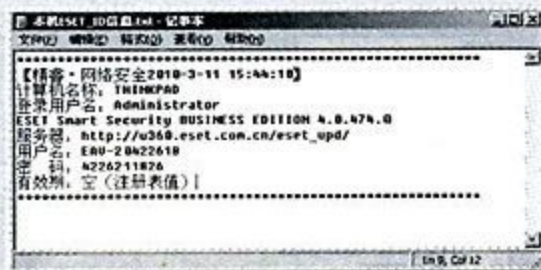 本机ESET_ID信息.txt - 记事本
文件(F) 编辑(E) 格式(O) 查看(V) 帮助(H)
【精睿·网络安全2010-3-11 15:44:10】
计算机名称: THINKPAD
登录用户名: Administrator
ESET Smart Security BUSINESS EDITION 4.0.474.0
服务器: http://u360.eset.com.cn/eset_upd/
用户名: EAV-20422618
密 码: 4226211826
有效期: 空(注册表值)
Ln 9, Col 12